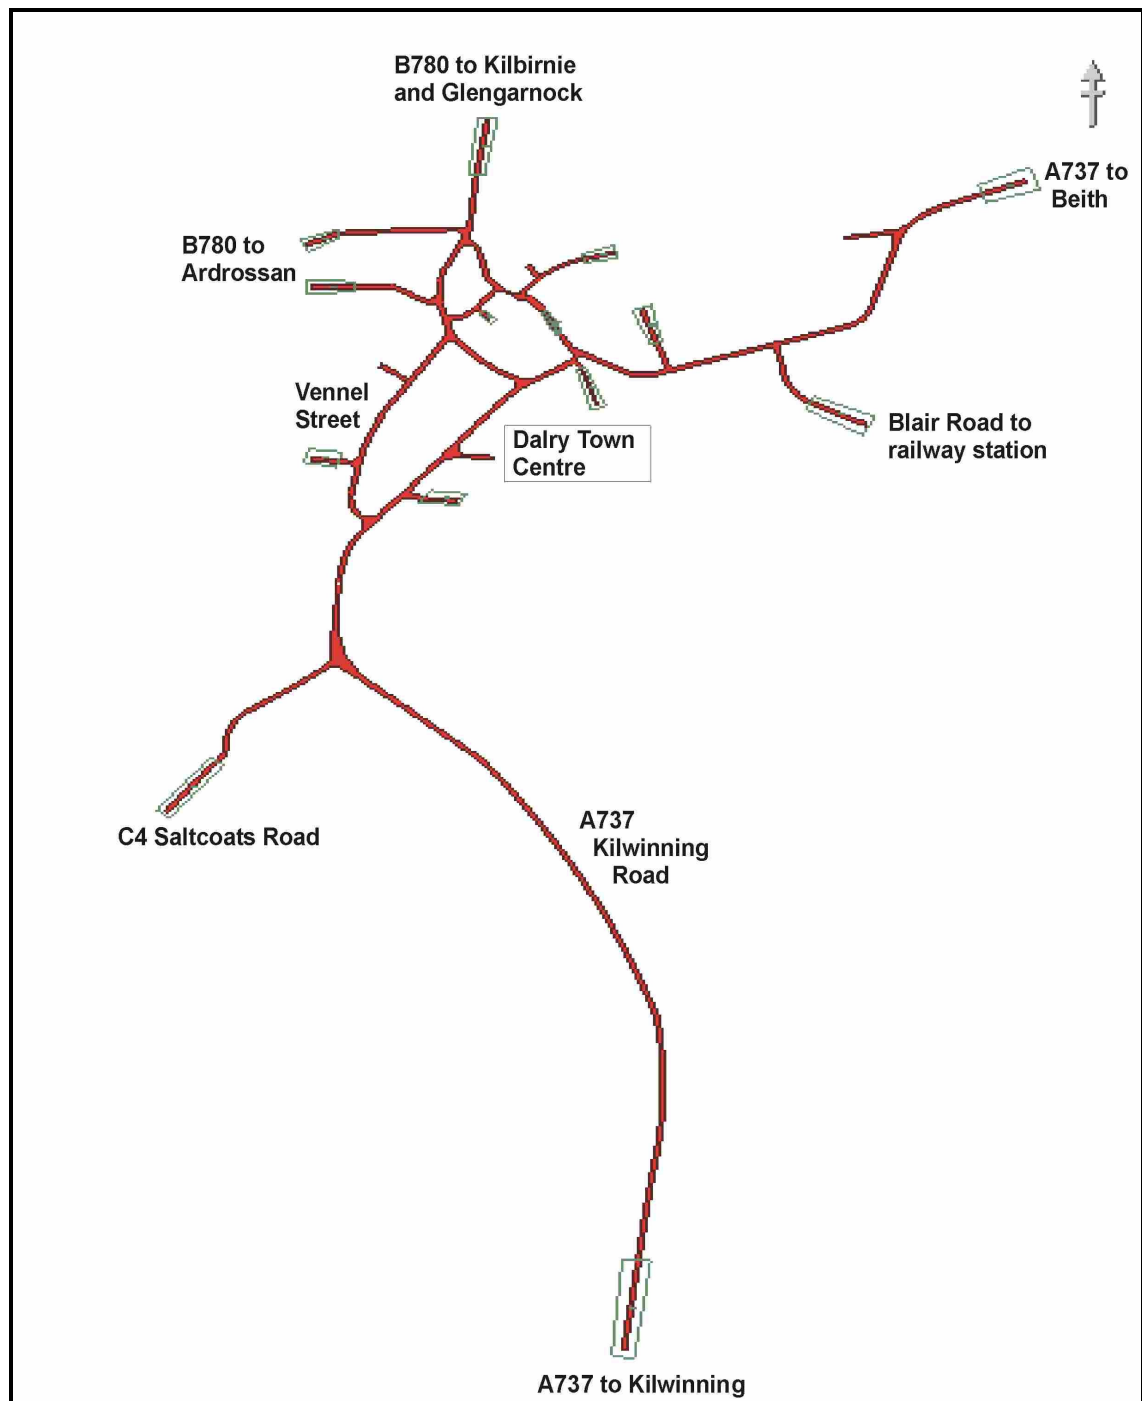 B780 to Kilbirnie
and Glengarnock
A737 to
Beith
B780 to
Ardrossan
Vennel
Street
Dalry Town
Centre
Blair Road to
railway station
C4 Saltcoats Road
A737
Kilwinning
Road
A737 to Kilwinning